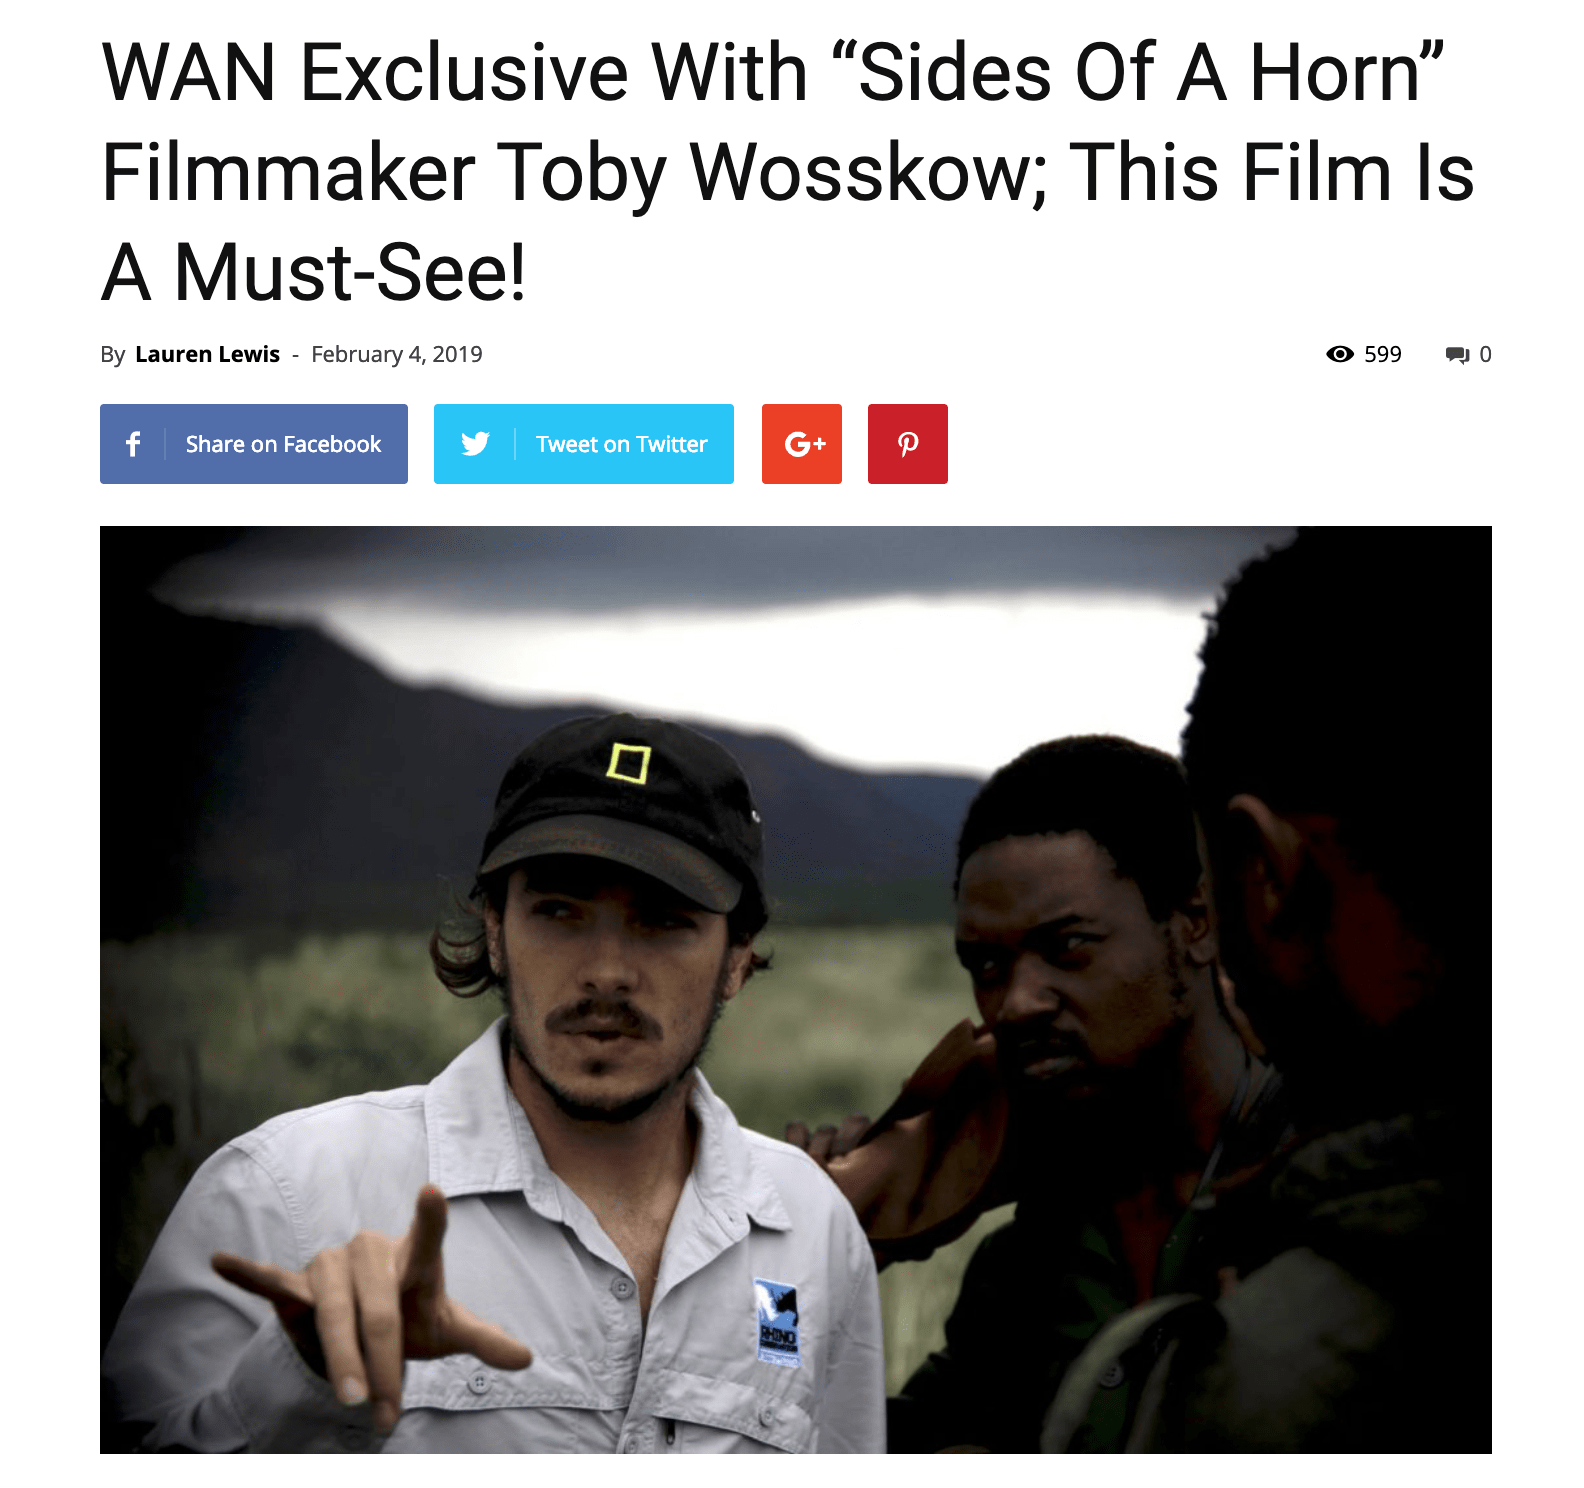 WAN Exclusive With “Sides Of A Horn”
Filmmaker Toby Wosskow; This Film Is
A Must-See!
By Lauren Lewis - February 4, 2019 599 0
f Share on Facebook Tweet on Twitter G+
RHINO